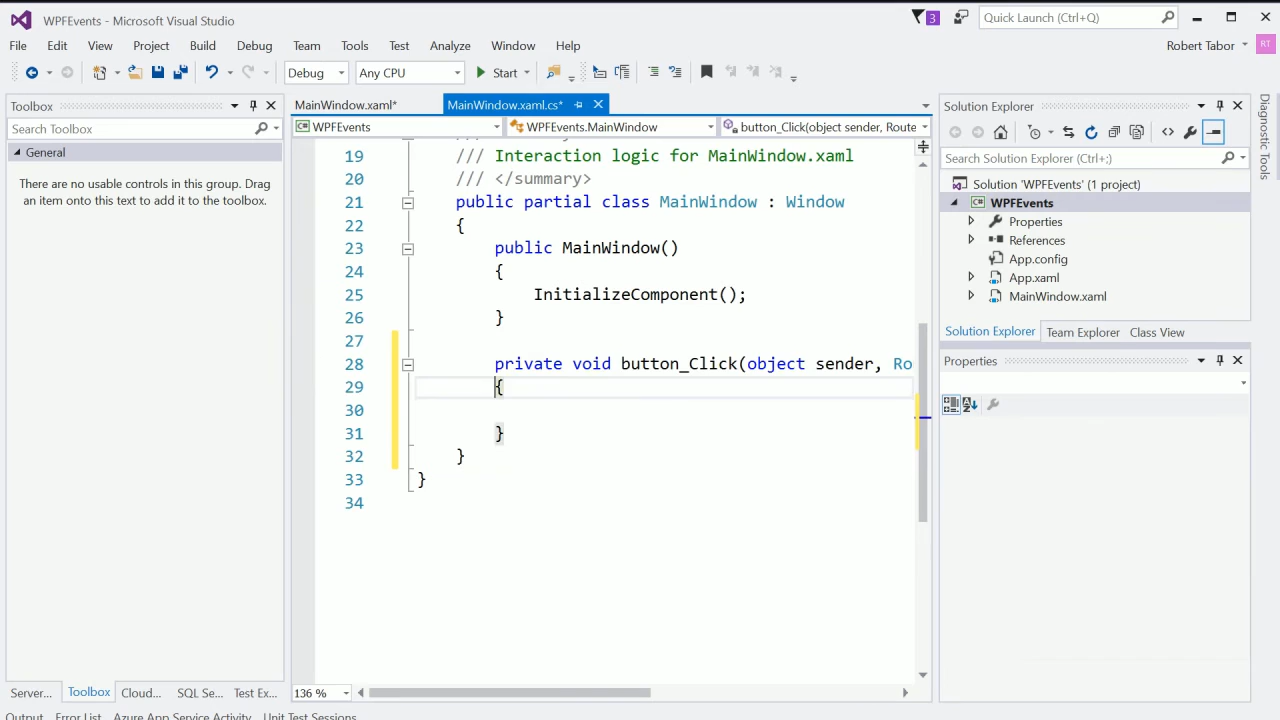 WPFEvents - Microsoft Visual Studio
3
Quick Launch (Ctrl+Q)
File Edit View Project Build Debug Team Tools Test Analyze Window Help
Robert Tabor RT
Debug Any CPU Start
Toolbox
MainWindow.xaml* MainWindow.xaml.cs*
Solution Explorer
Diagnostic Tools
Search Toolbox
WPFEvents WPFEvents.MainWindow button_Click(object sender, Route
General
There are no usable controls in this group. Drag
an item onto this text to add it to the toolbox.
19 /// Interaction logic for MainWindow.xaml
20 /// </summary>
21 public partial class MainWindow : Window
22 {
23 public MainWindow()
24 {
25 InitializeComponent();
26 }
27
28 private void button_Click(object sender, Ro
29 {
30
31 }
32 }
33 }
34
Search Solution Explorer (Ctrl+;)
Solution 'WPFEvents' (1 project)
C# WPFEvents
Properties
References
App.config
App.xaml
MainWindow.xaml
Solution Explorer Team Explorer Class View
Properties
Server... Toolbox Cloud... SQL Se... Test Ex...
136 %
Output Error List Azure App Service Activity Unit Test Sessions